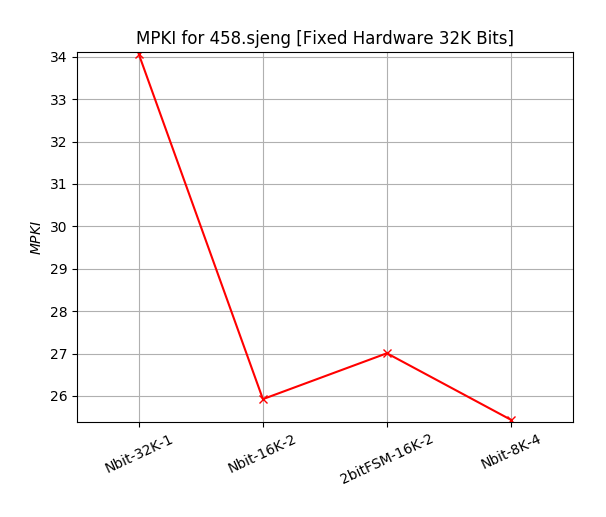 MPKI for 458.sjeng [Fixed Hardware 32K Bits]
34
33
32
31
30
29
28
27
26
MPKI
Nbit-32K-1
Nbit-16K-2
2bitFSM-16K-2
Nbit-8K-4